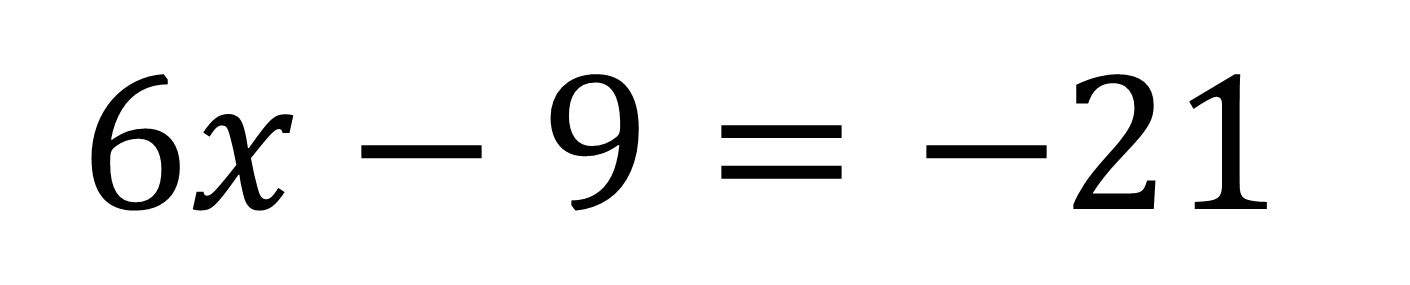 6x − 9 = −21